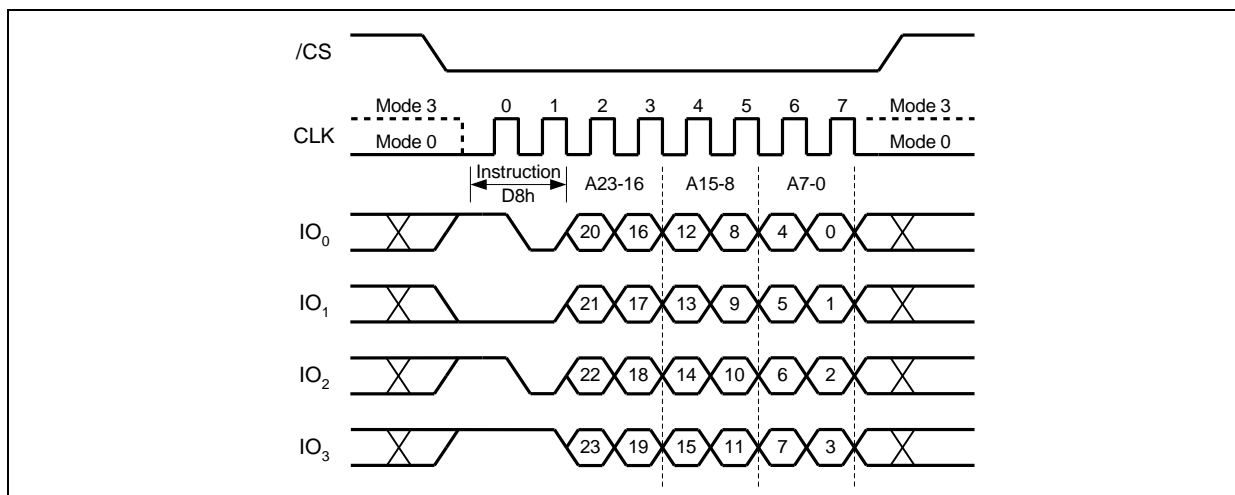 /CS
Mode 3 0 1 2 3 4 5 6 7 Mode 3
CLK Mode 0 Mode 0
Instruction A23-16 A15-8 A7-0
D8h
IO0 20 16 12 8 4 0
IO1 21 17 13 9 5 1
IO2 22 18 14 10 6 2
IO3 23 19 15 11 7 3